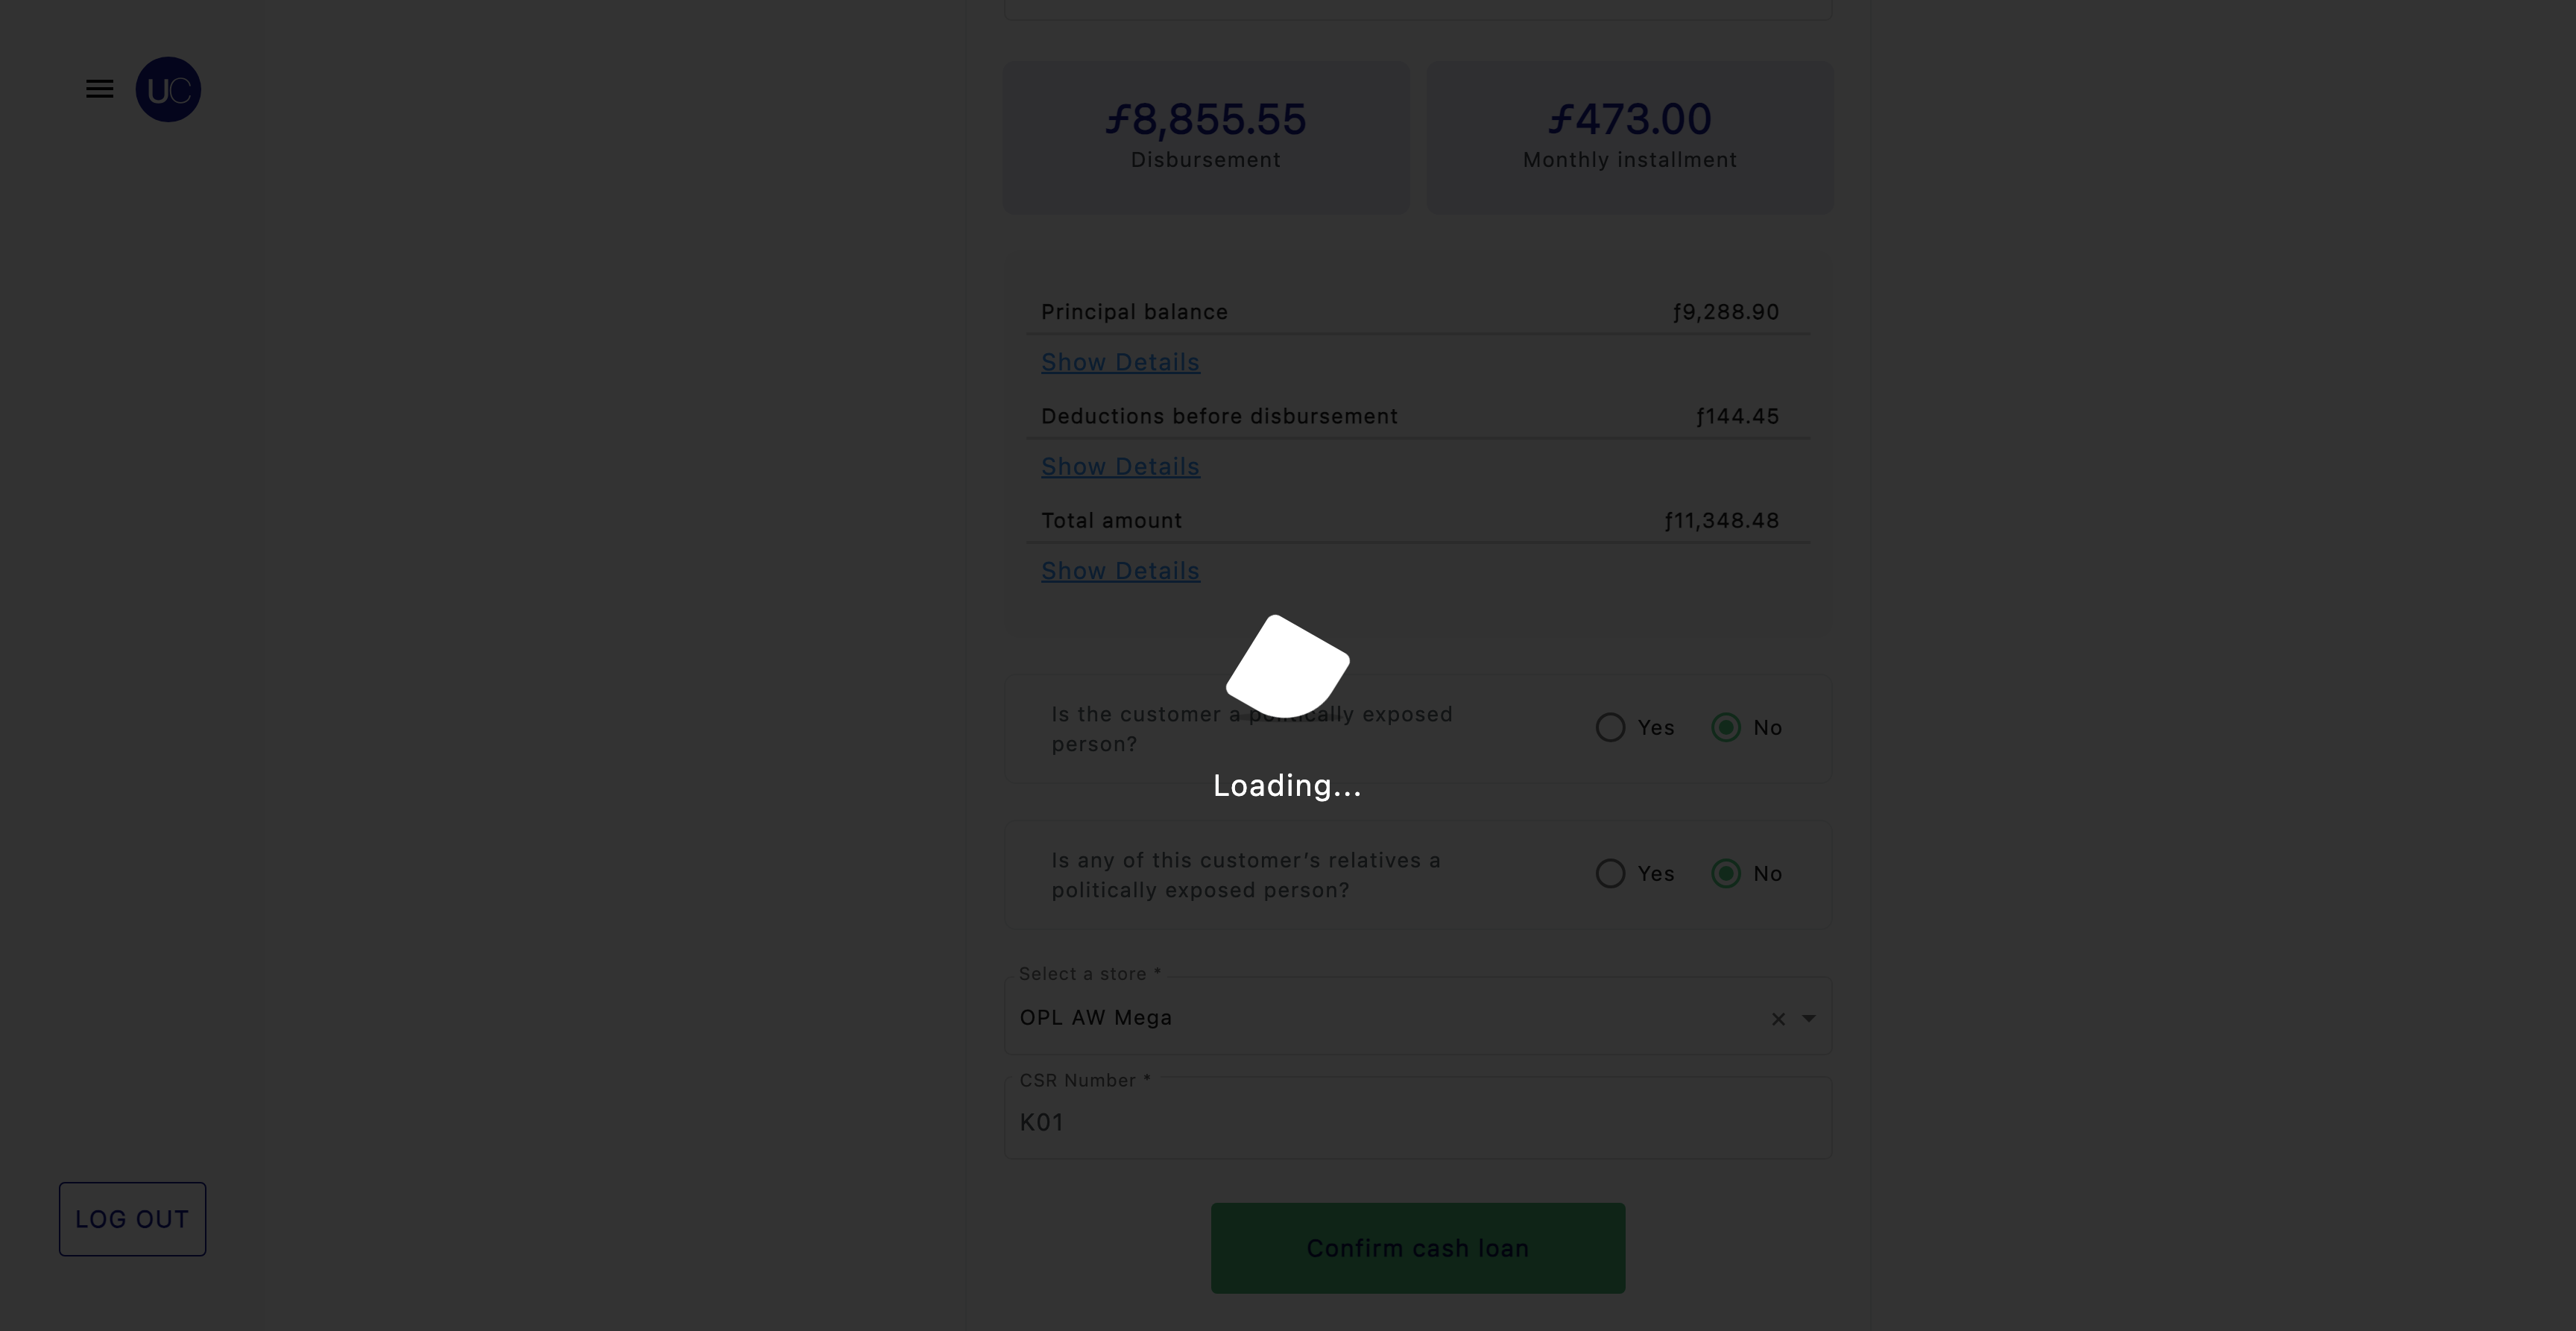 UC
ƒ8,855.55
Disbursement
ƒ473.00
Monthly installment
Principal balance ƒ9,288.90
Show Details
Deductions before disbursement ƒ144.45
Show Details
Total amount ƒ11,348.48
Show Details
Is the customer a politically exposed
person?
Yes No
Loading...
Is any of this customer’s relatives a
politically exposed person?
Yes No
Select a store *
OPL AW Mega
CSR Number *
K01
LOG OUT
Confirm cash loan